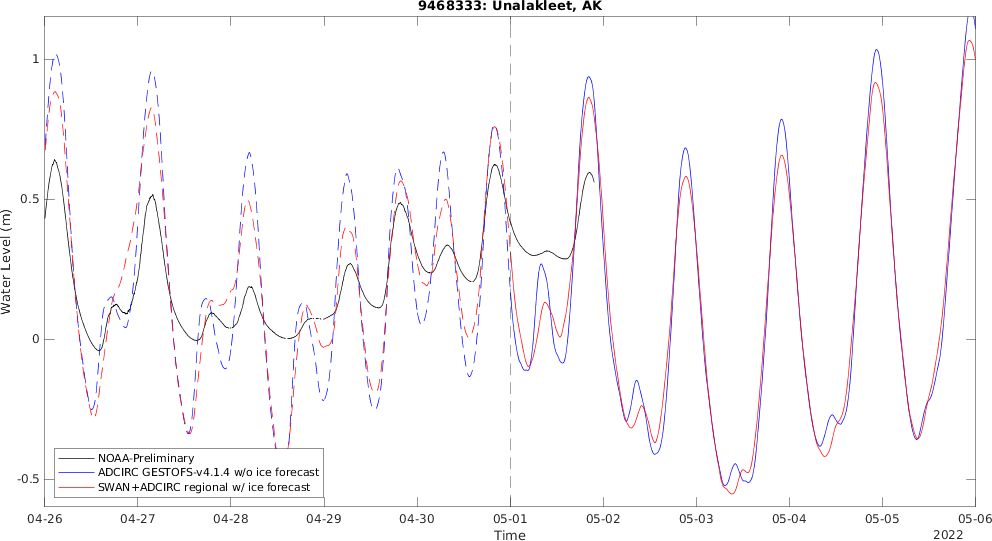 9468333: Unalakleet, AK
Water Level (m)
1
0.5
0
-0.5
NOAA-Preliminary
ADCIRC GESTOFS-v4.1.4 w/o ice forecast
SWAN+ADCIRC regional w/ ice forecast
04-26 04-27 04-28 04-29 04-30 05-01 05-02 05-03 05-04 05-05 05-06
Time
2022